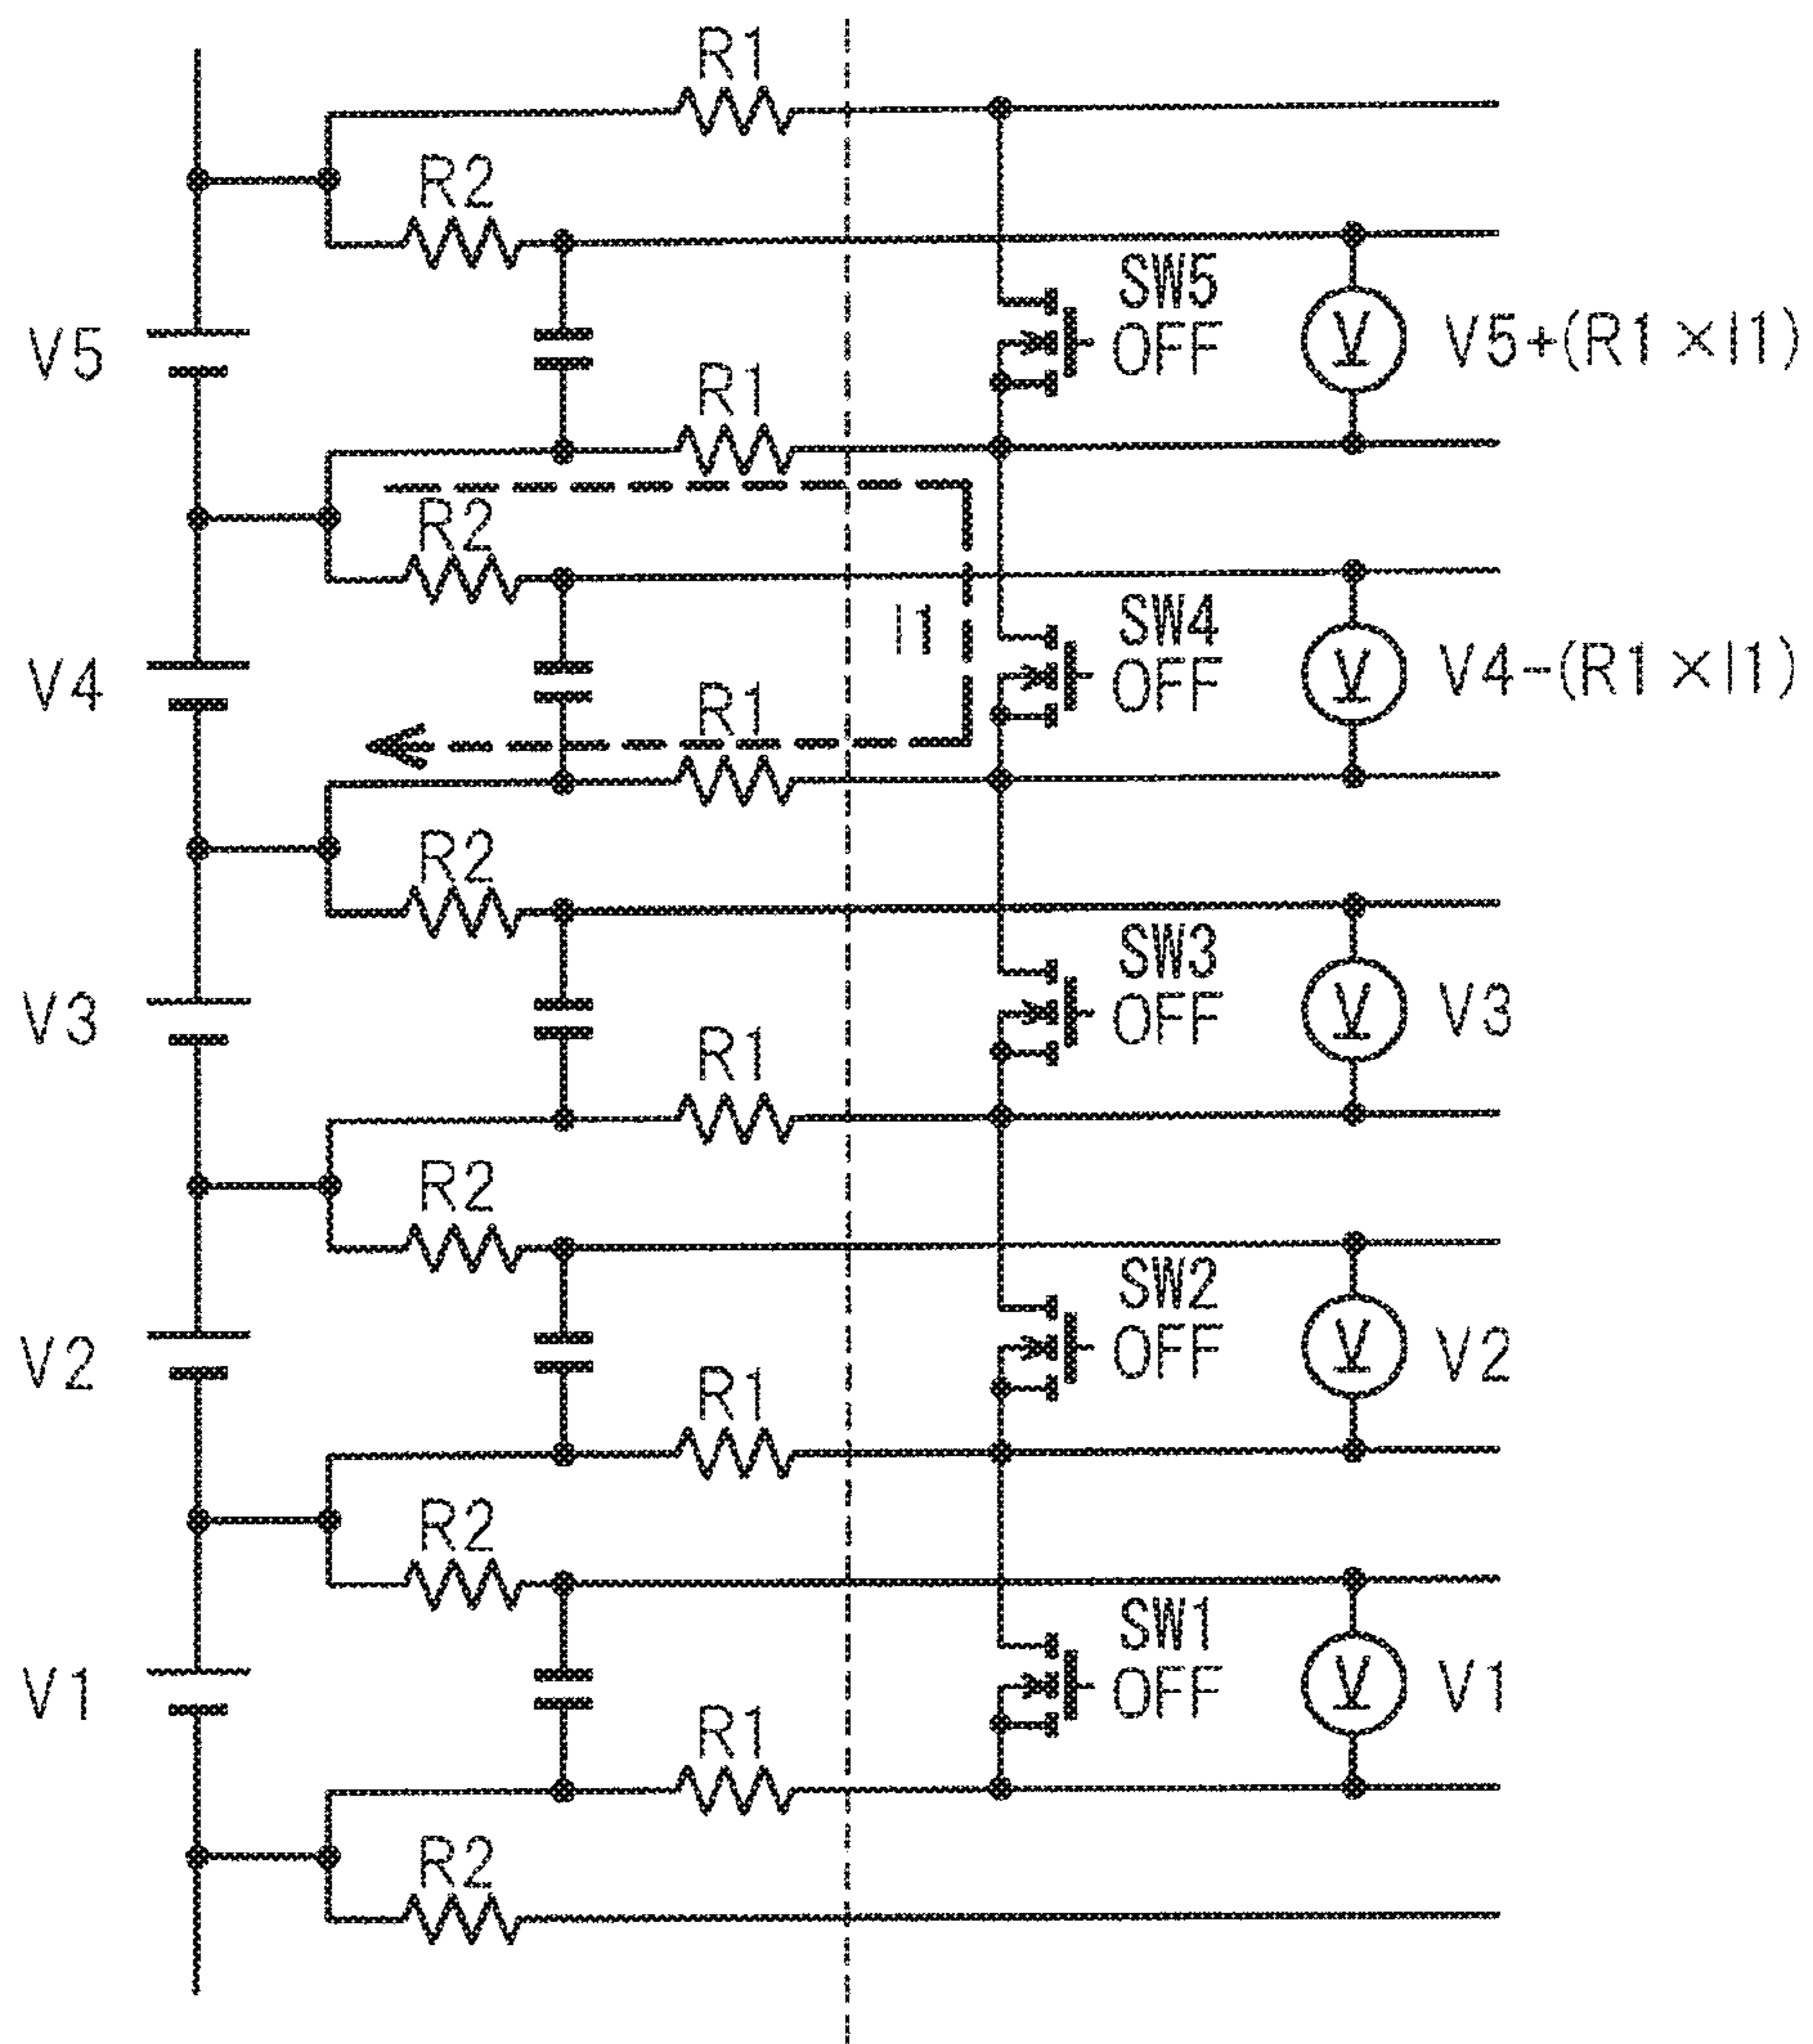 R1
R2
SW5
OFF
V
V5+(R1×I1)
V5
R1
R2
I1
SW4
OFF
V
V4-(R1×I1)
V4
R1
R2
SW3
OFF
V
V3
V3
R1
R2
SW2
OFF
V
V2
V2
R1
R2
SW1
OFF
V
V1
V1
R1
R2